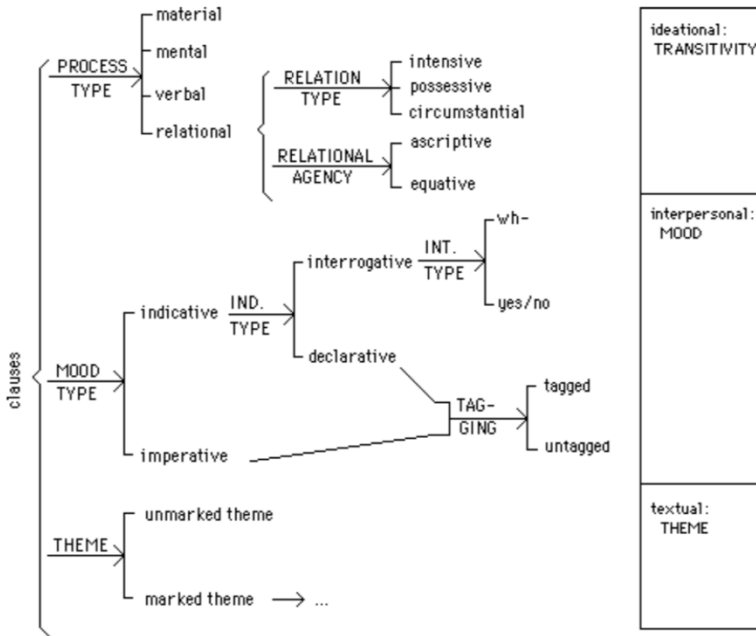 clauses
PROCESS
TYPE
material
mental
verbal
relational
RELATION
TYPE
intensive
possessive
circumstantial
RELATIONAL
AGENCY
ascriptive
equative
MOOD
TYPE
indicative
IND.
TYPE
interrogative
INT.
TYPE
wh-
yes/no
declarative
imperative
TAG-
GING
tagged
untagged
THEME
unmarked theme
marked theme ...
ideational:
TRANSITIVITY
interpersonal:
MOOD
textual:
THEME